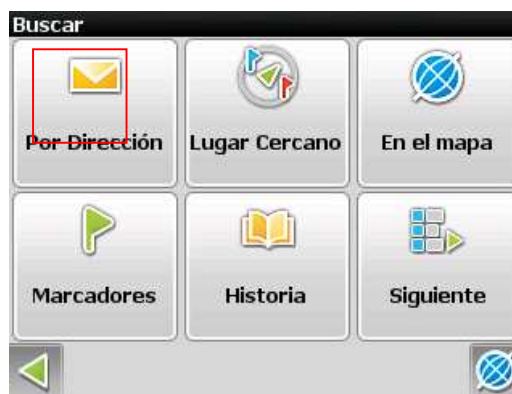 Buscar
Por Dirección
Lugar Cercano
En el mapa
Marcadores
Historia
Siguiente